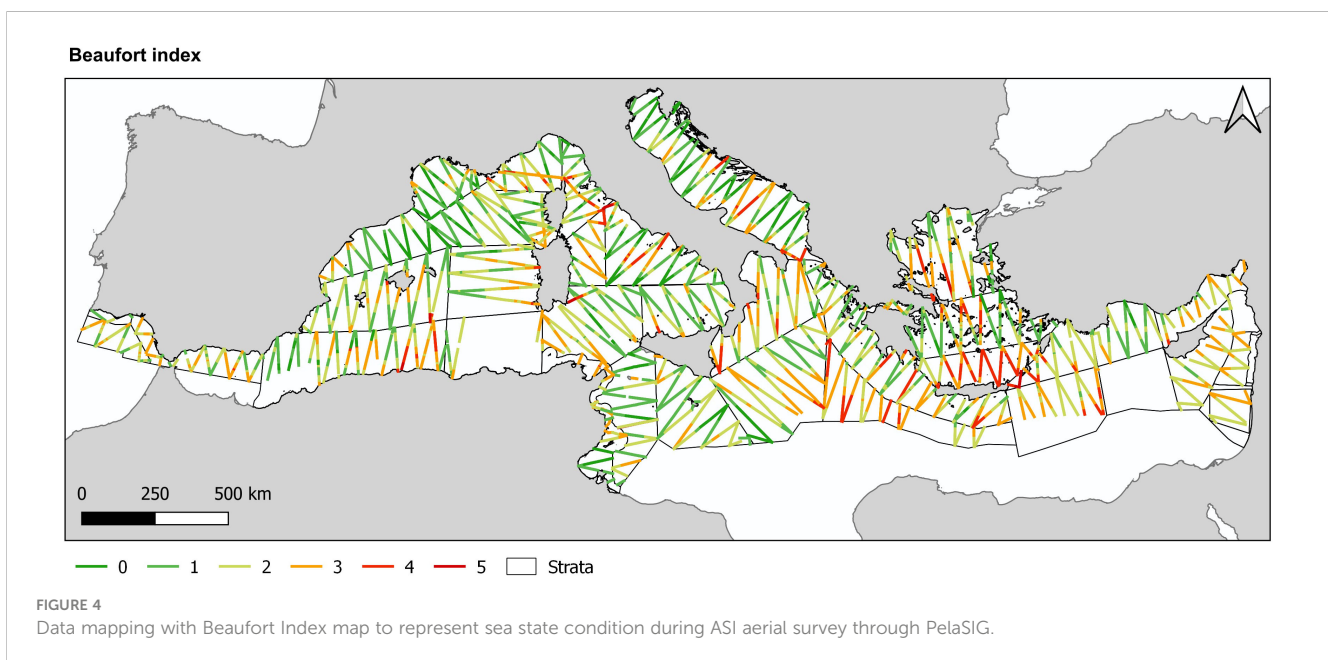 Beaufort index
0 250 500 km
0 1 2 3 4 5 Strata
FIGURE 4
Data mapping with Beaufort Index map to represent sea state condition during ASI aerial survey through PelaSIG.